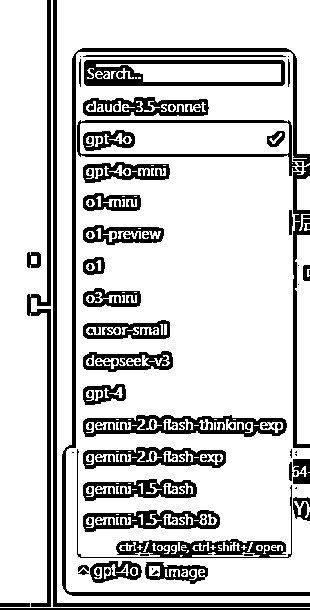 Search...
claude-3.5-sonnet
gpt-4o
gpt-4o-mini
o1-mini
o1-preview
o1
o3-mini
cursor-small
deepseek-v3
gpt-4
gemini-2.0-flash-thinking-exp
gemini-2.0-flash-exp
gemini-1.5-flash
gemini-1.5-flash-8b
ctrl+/ toggle, ctrl+shift+/ open
gpt-4o image